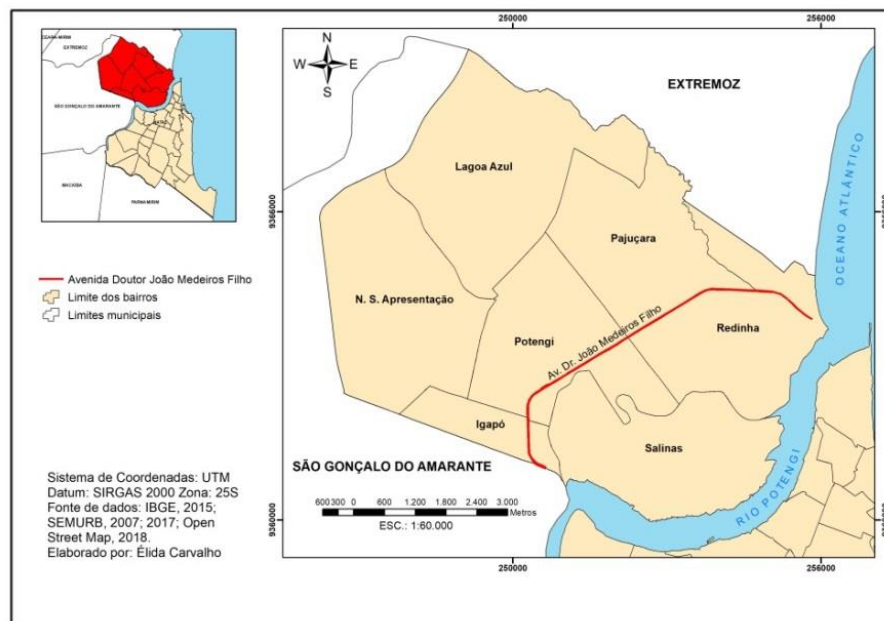 250000
256000
CEARÁ-MIRIM
EXTREMOZ
SÃO GONÇALO DO AMARANTE
NATAL
MACAÍBA
PARNAMIRIM
N
W E
S
EXTREMOZ
Lagoa Azul
OCEANO ATLÂNTICO
9366000
Pajuçara
Avenida Doutor João Medeiros Filho
Limite dos bairros
Limites municipais
N. S. Apresentação
Redinha
Potengi
Av. Dr. João Medeiros Filho
Igapó
Salinas
SÃO GONÇALO DO AMARANTE
RIO POTENGI
Sistema de Coordenadas: UTM
Datum: SIRGAS 2000 Zona: 25S
Fonte de dados: IBGE, 2015;
SEMURB, 2007; 2017; Open
Street Map, 2018.
Elaborado por: Élida Carvalho
600300 0 600 1.200 1.800 2.400 3.000
Metros
ESC.: 1:60.000
9360000
250000
256000